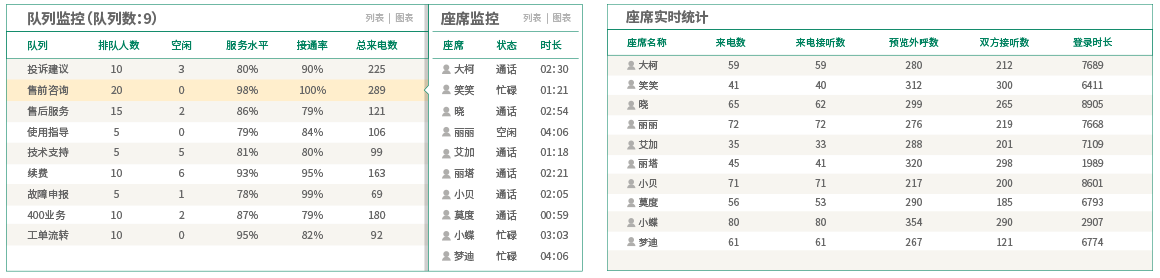 队列监控(队列数:9) 列表 | 图表
队列 排队人数 空闲 服务水平 接通率 总来电数
投诉建议 10 3 80% 90% 225
售前咨询 20 0 98% 100% 289
售后服务 15 2 86% 79% 121
使用指导 5 0 79% 84% 106
技术支持 5 5 81% 80% 99
续费 10 6 93% 95% 163
故障申报 5 1 78% 99% 69
400业务 10 2 87% 79% 180
工单流转 10 0 95% 82% 92
座席监控 列表 | 图表
座席 状态 时长
大柯 通话 02:30
笑笑 忙碌 01:21
晓 通话 02:54
丽丽 空闲 04:06
艾加 通话 01:18
丽塔 通话 02:21
小贝 通话 02:05
莫度 通话 00:59
小蝶 忙碌 03:03
梦迪 忙碌 04:06
座席实时统计
座席名称 来电数 来电接听数 预览外呼数 双方接听数 登录时长
大柯 59 59 280 212 7689
笑笑 41 40 312 300 6411
晓 65 62 299 265 8905
丽丽 72 72 276 219 7668
艾加 35 33 288 201 7109
丽塔 45 41 320 298 1989
小贝 71 71 217 200 8601
莫度 56 53 290 185 6793
小蝶 80 80 354 290 2907
梦迪 61 61 267 121 6774